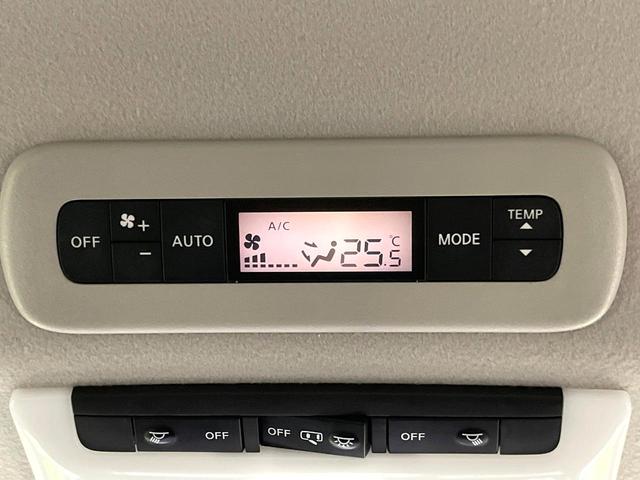 OFF + - AUTO A/C 25.5 °C MODE TEMP
OFF OFF OFF